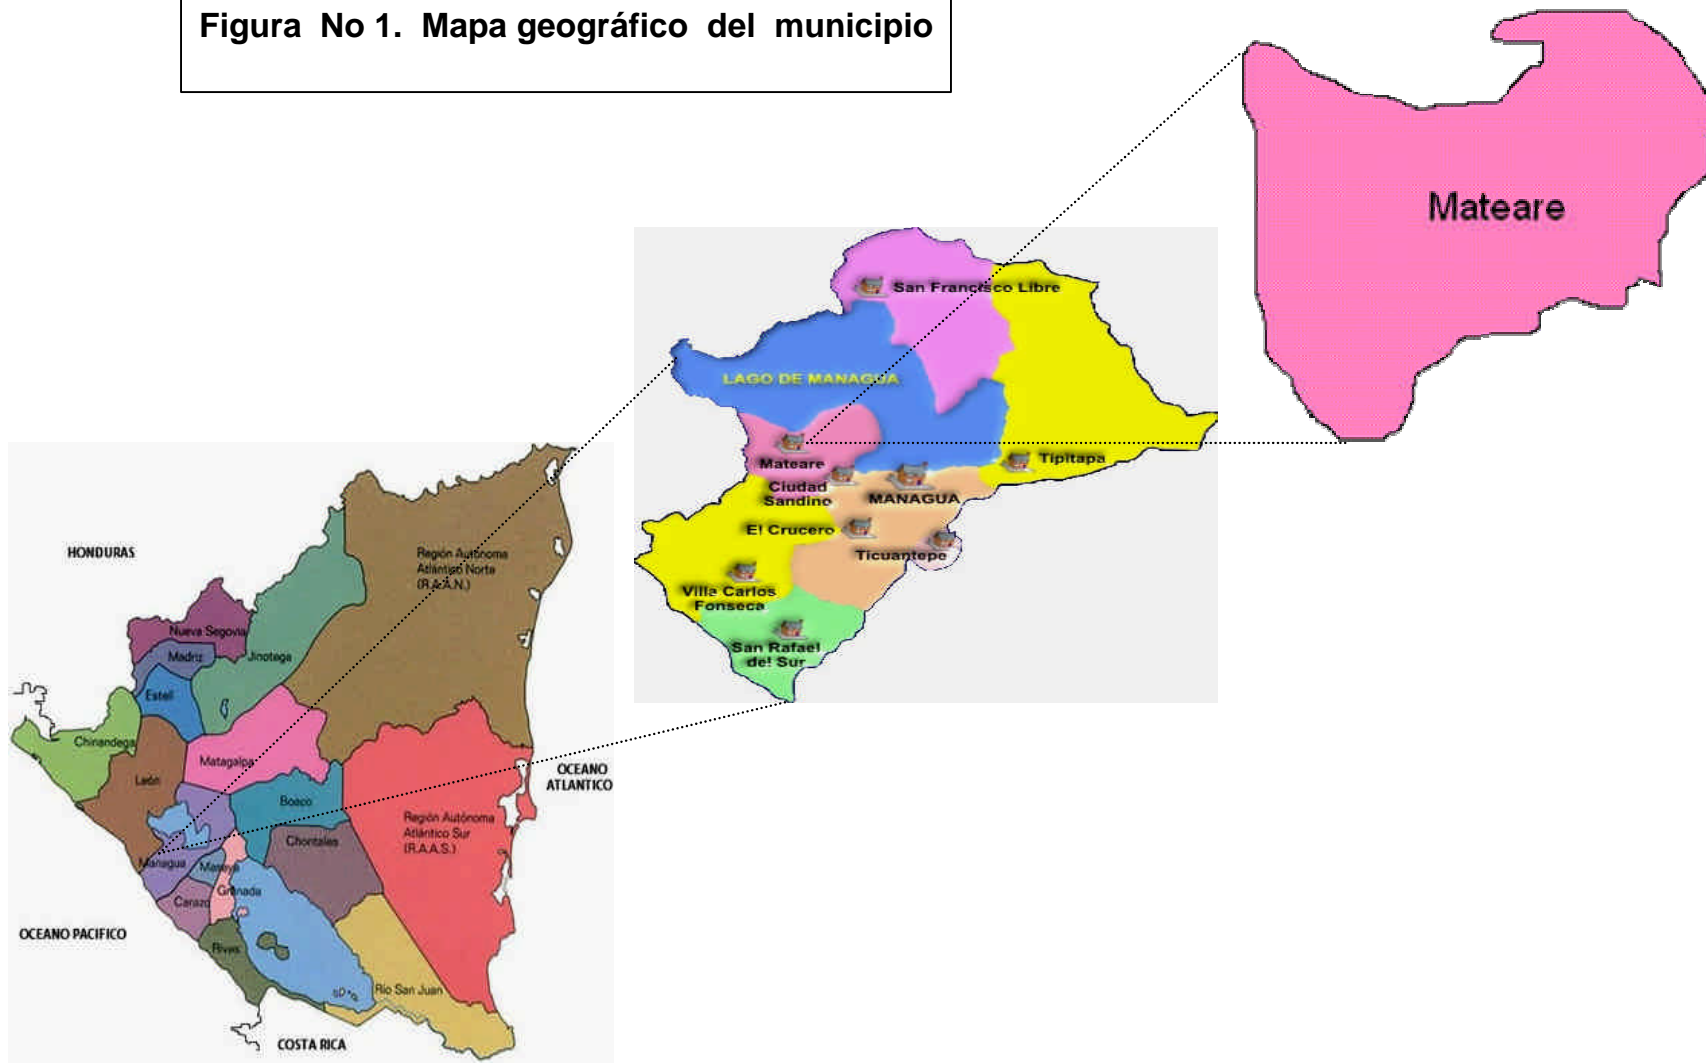 Figura No 1. Mapa geográfico del municipio
Mateare
San Francisco Libre
LAGO DE MANAGUA
Mateare
Tipitapa
Ciudad
Sandino
MANAGUA
El Crucero
Ticuantepe
Villa Carlos
Fonseca
San Rafael
del Sur
HONDURAS
Región Autónoma
Atlántico Norte
(R.A.A.N.)
Nueva Segovia
Madriz
Jinotega
Estelí
Chinandega
Matagalpa
León
OCEANO
ATLANTICO
Boaco
Región Autónoma
Atlántico Sur
(R.A.A.S.)
Chontales
Managua
Masaya
Granada
Carazo
OCEANO PACIFICO
Rivas
Río San Juan
COSTA RICA